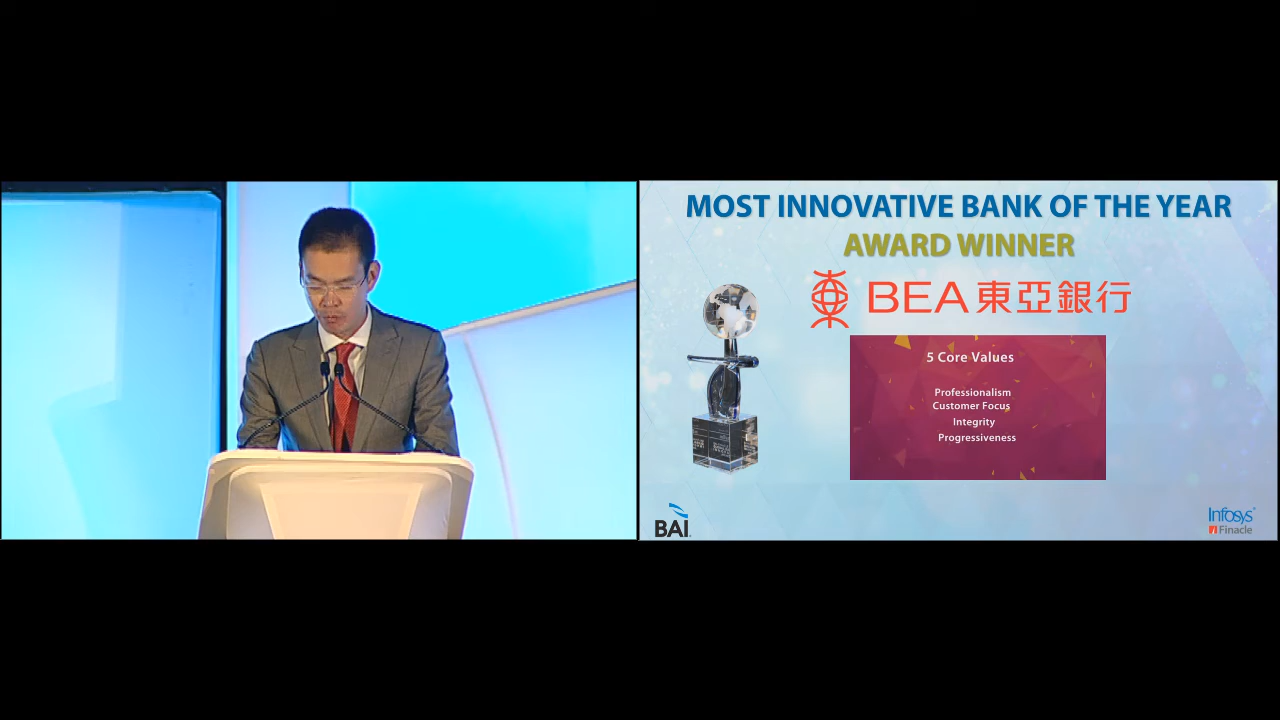 MOST INNOVATIVE BANK OF THE YEAR
AWARD WINNER
BEA東亞銀行
5 Core Values
Professionalism
Customer Focus
Integrity
Progressiveness
BAI
Infosys
Finacle